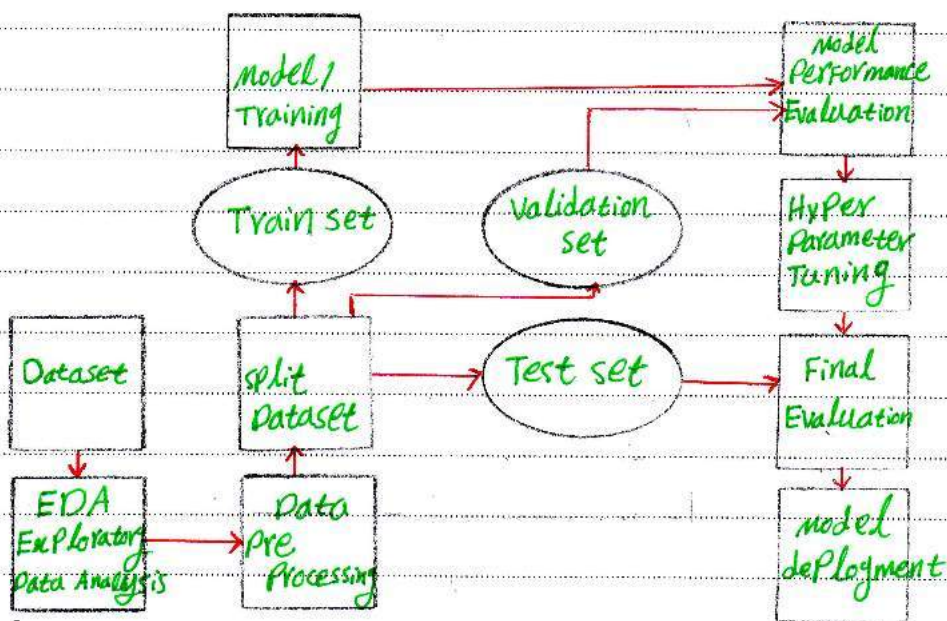 Model/
Training
Model
Performance
Evaluation
Train set
Validation
set
Hyper
Parameter
Tuning
Dataset
split
Dataset
Test set
Final
Evaluation
EDA
Exploratory
Data Analysis
Data
Pre
Processing
Model
deployment